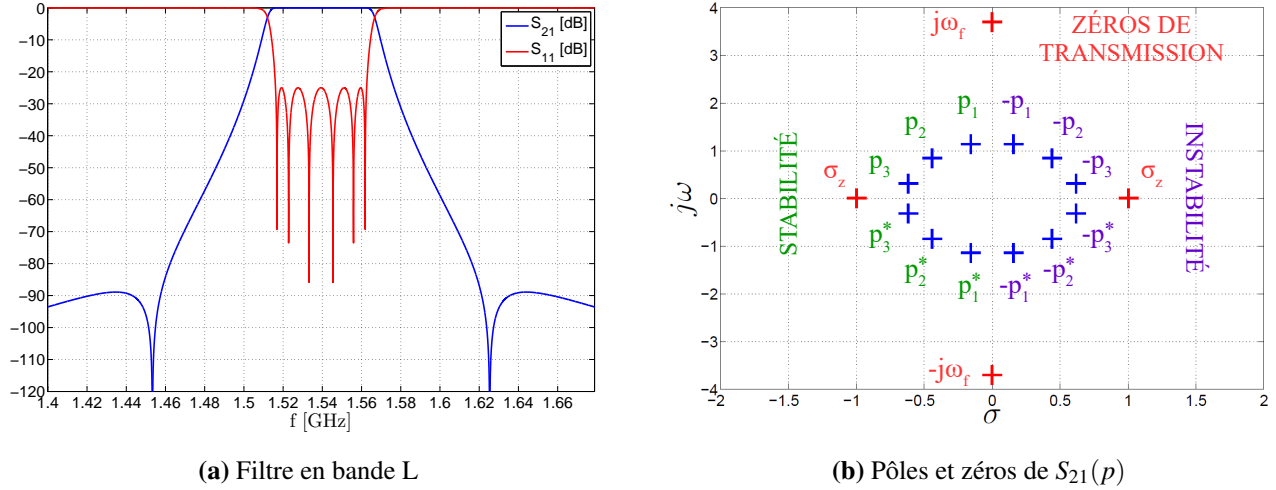 S₂₁ [dB]
S₁₁ [dB]
0
−10
−20
−30
−40
−50
−60
−70
−80
−90
−100
−110
−120
1.4 1.42 1.44 1.46 1.48 1.5 1.52 1.54 1.56 1.58 1.6 1.62 1.64 1.66
f [GHz]
(a) Filtre en bande L
4
3
2
1
0
−1
−2
−3
−4
jω
jω_f
ZÉROS DE
TRANSMISSION
p₁ -p₁
p₂ -p₂
p₃ -p₃
σ_z σ_z
STABILITÉ
INSTABILITÉ
p₃* -p₃*
p₂* -p₂*
p₁* -p₁*
-jω_f
−2 −1.5 −1 −0.5 0 0.5 1 1.5 2
σ
(b) Pôles et zéros de S₂₁(p)